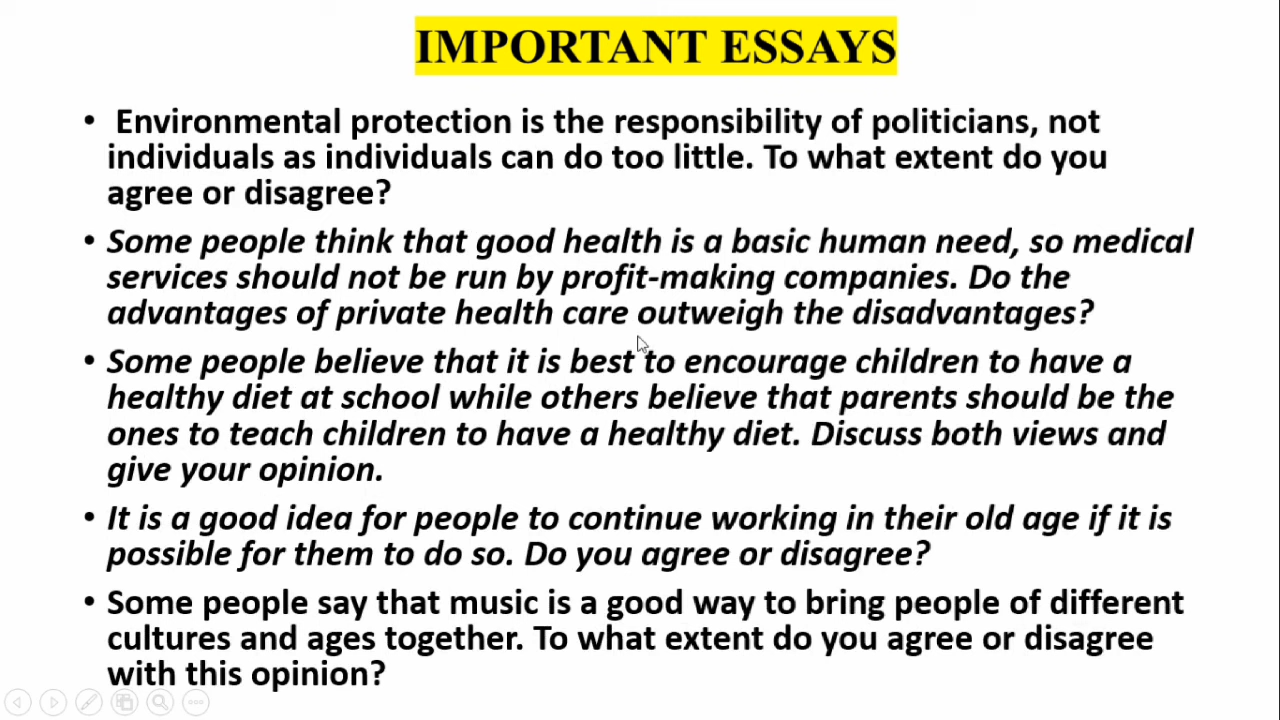 IMPORTANT ESSAYS
• Environmental protection is the responsibility of politicians, not
individuals as individuals can do too little. To what extent do you
agree or disagree?
• Some people think that good health is a basic human need, so medical
services should not be run by profit-making companies. Do the
advantages of private health care outweigh the disadvantages?
• Some people believe that it is best to encourage children to have a
healthy diet at school while others believe that parents should be the
ones to teach children to have a healthy diet. Discuss both views and
give your opinion.
• It is a good idea for people to continue working in their old age if it is
possible for them to do so. Do you agree or disagree?
• Some people say that music is a good way to bring people of different
cultures and ages together. To what extent do you agree or disagree
with this opinion?